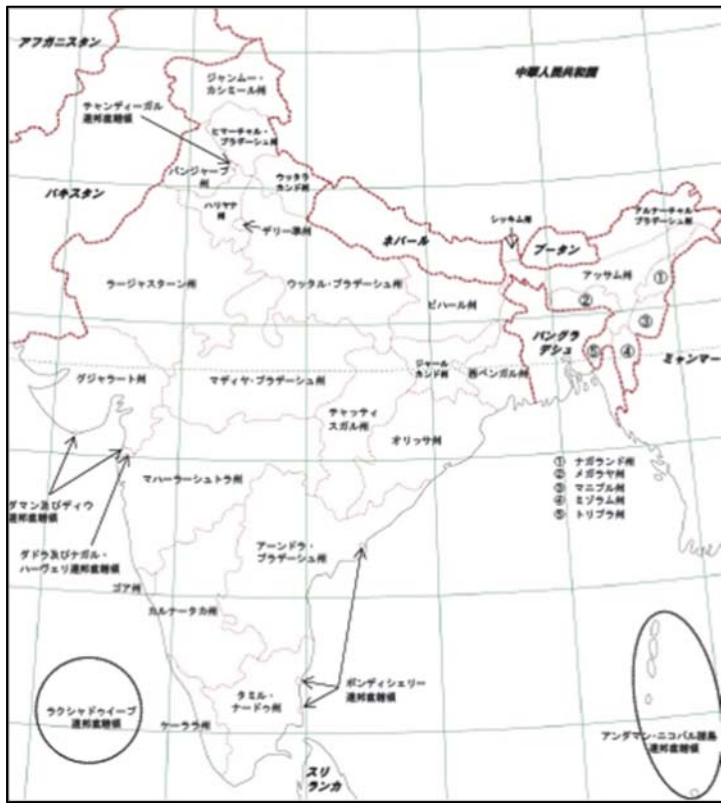 アフガニスタン
中華人民共和国
ジャンムー・
カシミール州
チャンディーガル
連邦直轄領
ヒマーチャル・
プラデーシュ州
パンジャーブ
州
ウッタラ
カンド州
パキスタン
ハリヤナ
州
デリー準州
シッキム州
アルナーチャル
プラデーシュ州
ネパール
ブータン
アッサム州
①
ラージャスターン州
ウッタル・プラデーシュ州
ビハール州
②
③
バングラ
デシュ
⑤
④
ミャンマー
グジャラート州
マディヤ・プラデーシュ州
ジャール
カンド州
西ベンガル州
チャッティ
スガル州
オリッサ州
マハーラーシュトラ州
① ナガランド州
② メガラヤ州
③ マニプル州
④ ミゾラム州
⑤ トリプラ州
ダマン及びディウ
連邦直轄領
アーンドラ・
プラデーシュ州
ダドラ及びナガル・
ハーヴェリ連邦直轄領
ゴア州
カルナータカ州
ポンディシェリー
連邦直轄領
タミル・
ナードゥ州
ラクシャドゥイープ
連邦直轄領
ケーララ州
アンダマン・ニコバル諸島
連邦直轄領
スリ
ランカ